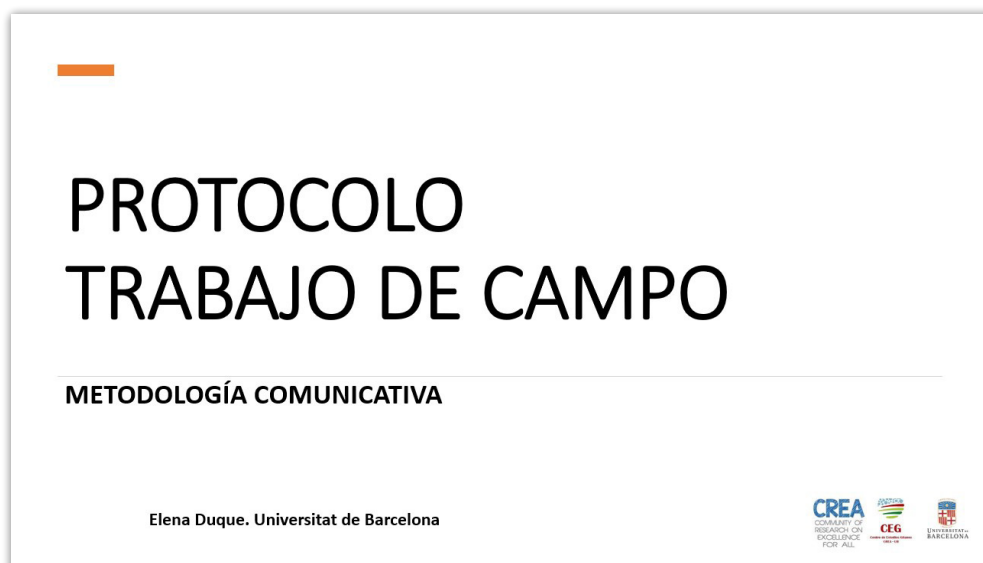 PROTOCOLO
TRABAJO DE CAMPO
METODOLOGÍA COMUNICATIVA
Elena Duque. Universitat de Barcelona
CREA
COMMUNITY OF
RESEARCH ON
EXCELLENCE
FOR ALL
CEG
UNIVERSITAT DE
BARCELONA